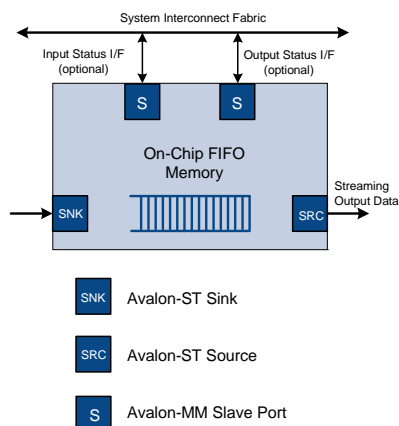 System Interconnect Fabric
Input Status I/F
(optional)
Output Status I/F
(optional)
S
S
On-Chip FIFO
Memory
SNK
SRC
Streaming
Output Data
SNK
Avalon-ST Sink
SRC
Avalon-ST Source
S
Avalon-MM Slave Port